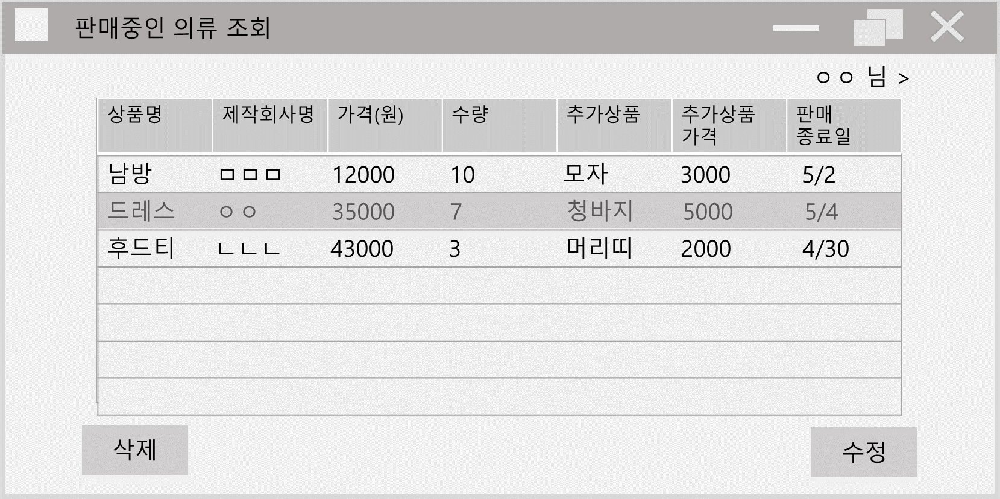 판매중인 의류 조회
ㅇㅇ 님 >
상품명 제작회사명 가격(원) 수량 추가상품 추가상품 가격 판매 종료일
남방 ㅁㅁㅁ 12000 10 모자 3000 5/2
드레스 ㅇㅇ 35000 7 청바지 5000 5/4
후드티 ㄴㄴㄴ 43000 3 머리띠 2000 4/30
삭제 수정